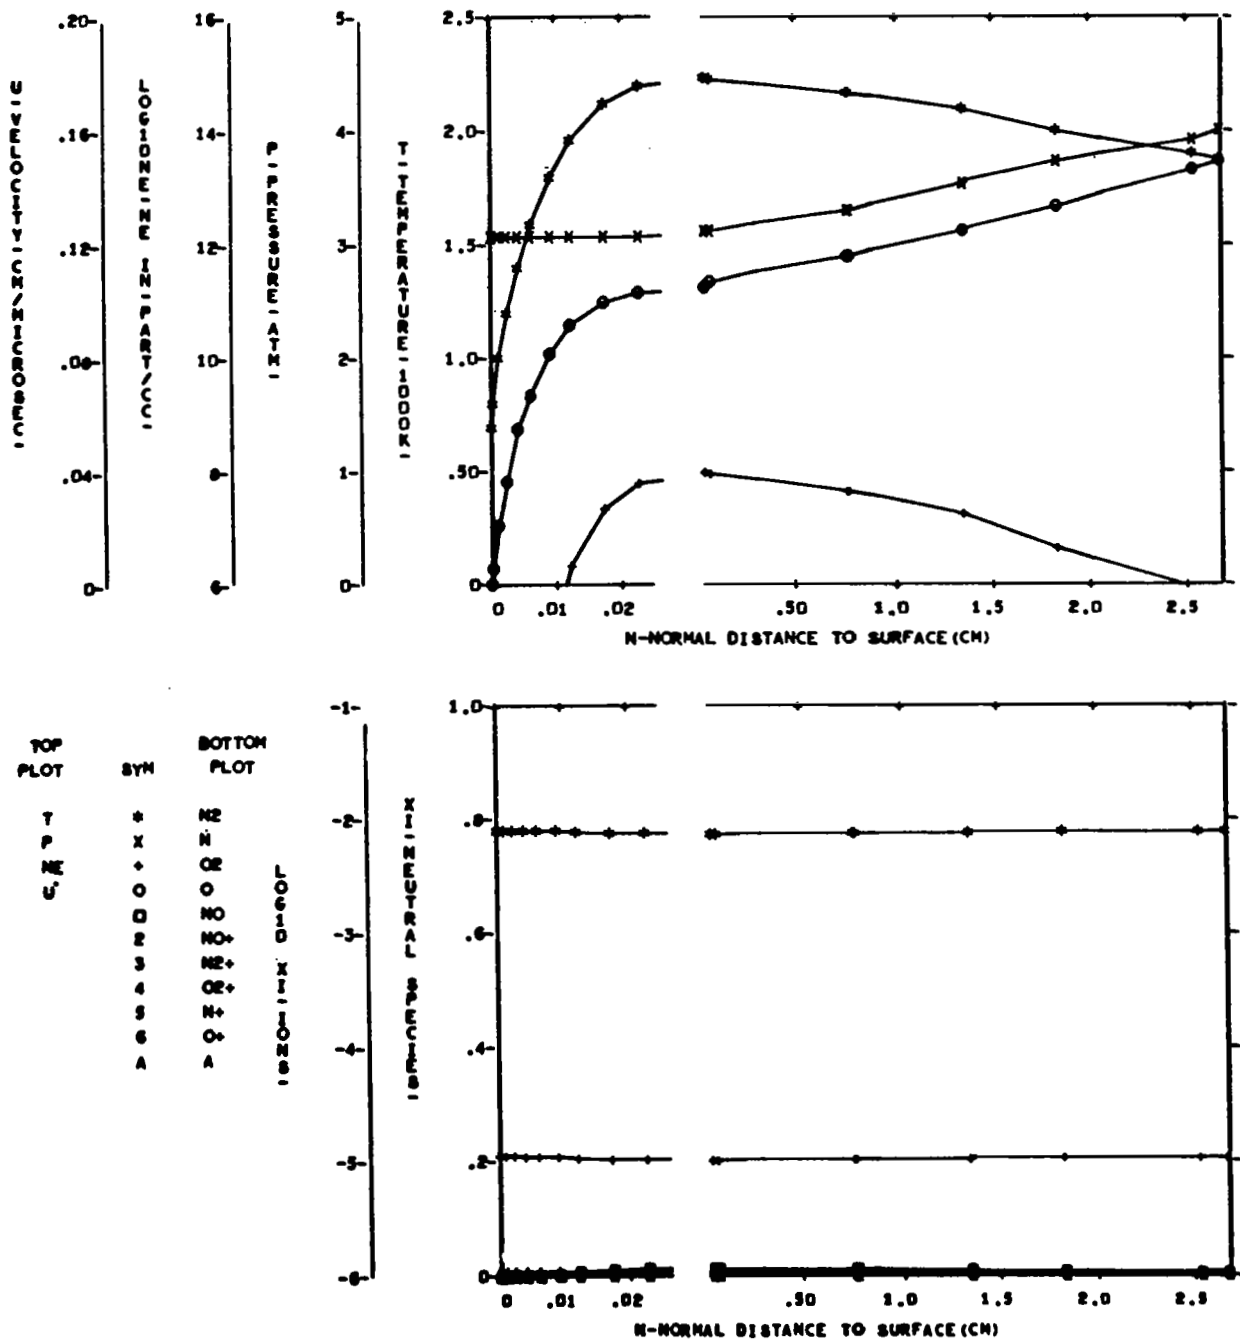 .20
.16
.12
.08
.04
0
U-VELOCITY-CM/MICROSEC-
16
14
12
10
8
6
LOG10NE-NE IN-PART/CC-
5
4
3
2
1
0
P-PRESSURE-ATM-
2.5
2.0
1.5
1.0
.50
0
T-TEMPERATURE-1000K-
0 .01 .02 .50 1.0 1.5 2.0 2.5
N-NORMAL DISTANCE TO SURFACE(CM)
TOP BOTTOM
PLOT SYM PLOT
T * N2
P X N
NE + O2
U. O O
□ NO
2 NO+
3 N2+
4 O2+
5 N+
6 O+
A A
-1-
-2-
-3-
-4-
-5-
-6-
LOG10 XI-IONS-
1.0
.8
.6
.4
.2
0
XI-NEUTRAL SPECIES-
0 .01 .02 .50 1.0 1.5 2.0 2.5
N-NORMAL DISTANCE TO SURFACE(CM)